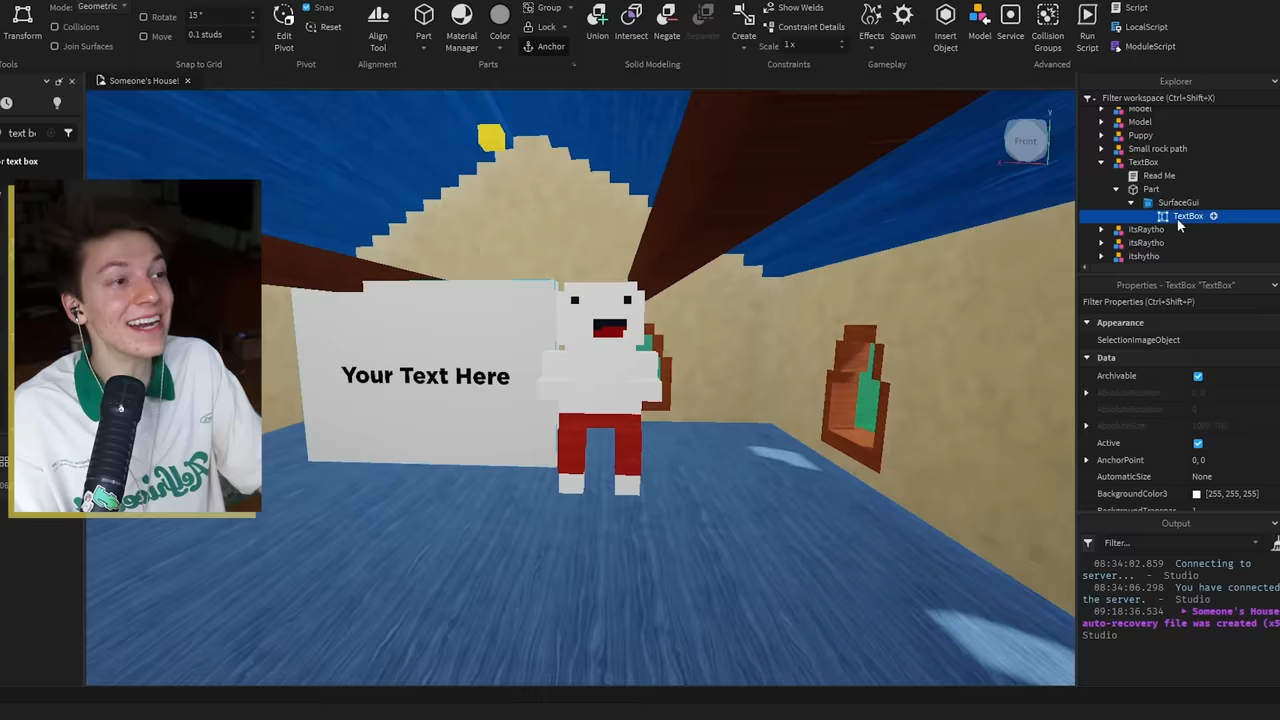 Mode: Geometric
Transform
Collisions
Join Surfaces
Tools
Rotate
15 °
Move
0.1 studs
Snap to Grid
Snap
Reset
Edit
Pivot
Pivot
Align
Tool
Alignment
Part
Material
Manager
Color
Group
Lock
Anchor
Parts
Union
Intersect
Negate
Separate
Solid Modeling
Create
Show Welds
Constraint Details
Scale 1 x
Constraints
Effects
Spawn
Gameplay
Insert
Object
Model
Service
Collision
Groups
Run
Script
Script
LocalScript
ModuleScript
Advanced
Someone's House!
Explorer
Filter workspace (Ctrl+Shift+X)
Model
Model
Puppy
Small rock path
TextBox
Read Me
Part
SurfaceGui
TextBox
itsRaytho
itsRaytho
itshytho
r text box
Front
Your Text Here
Properties - TextBox "TextBox"
Filter Properties (Ctrl+Shift+P)
Appearance
SelectionImageObject
Data
Archivable
AbsoluteRotation
AbsoluteSize
Active
AnchorPoint 0, 0
AutomaticSize None
BackgroundColor3 [255, 255, 255]
Output
Filter...
08:34:02.859 Connecting to
server... - Studio
08:34:06.298 You have connected
the server. - Studio
09:18:36.534 ▶ Someone's House
auto-recovery file was created (x5
Studio